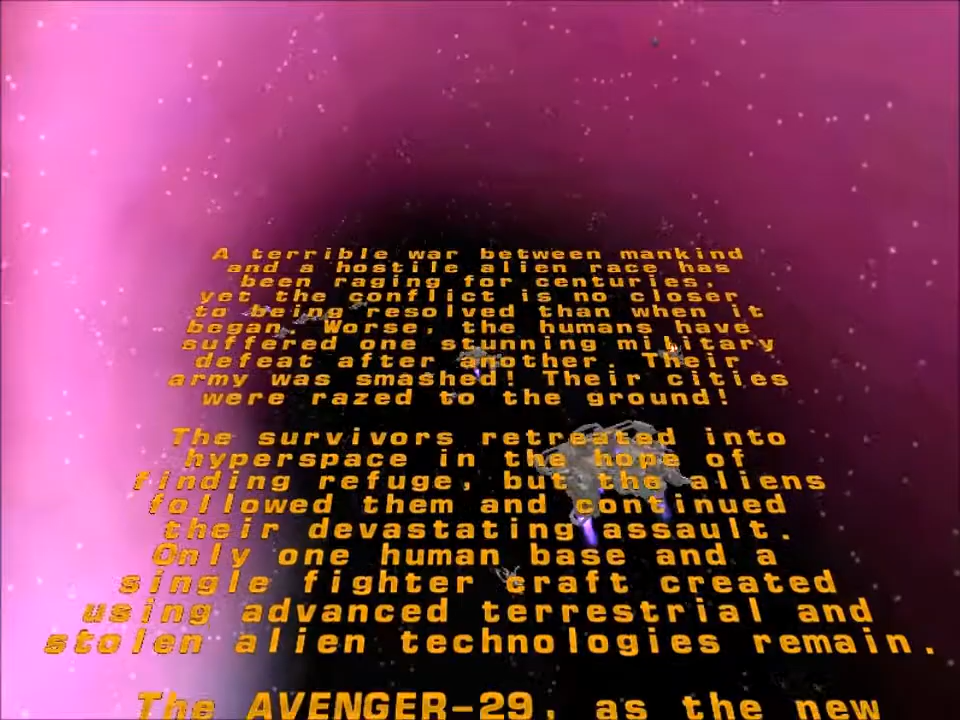 A terrible war between mankind
and a hostile alien race has
been raging for centuries,
yet the conflict is no closer
to being resolved than when it
began. Worse, the humans have
suffered one stunning military
defeat after another. Their
army was smashed! Their cities
were razed to the ground!
The survivors retreated into
hyperspace in the hope of
finding refuge, but the aliens
followed them and continued
their devastating assault.
Only one human base and a
single fighter craft created
using advanced terrestrial and
stolen alien technologies remain.
The AVENGER-29, as the new